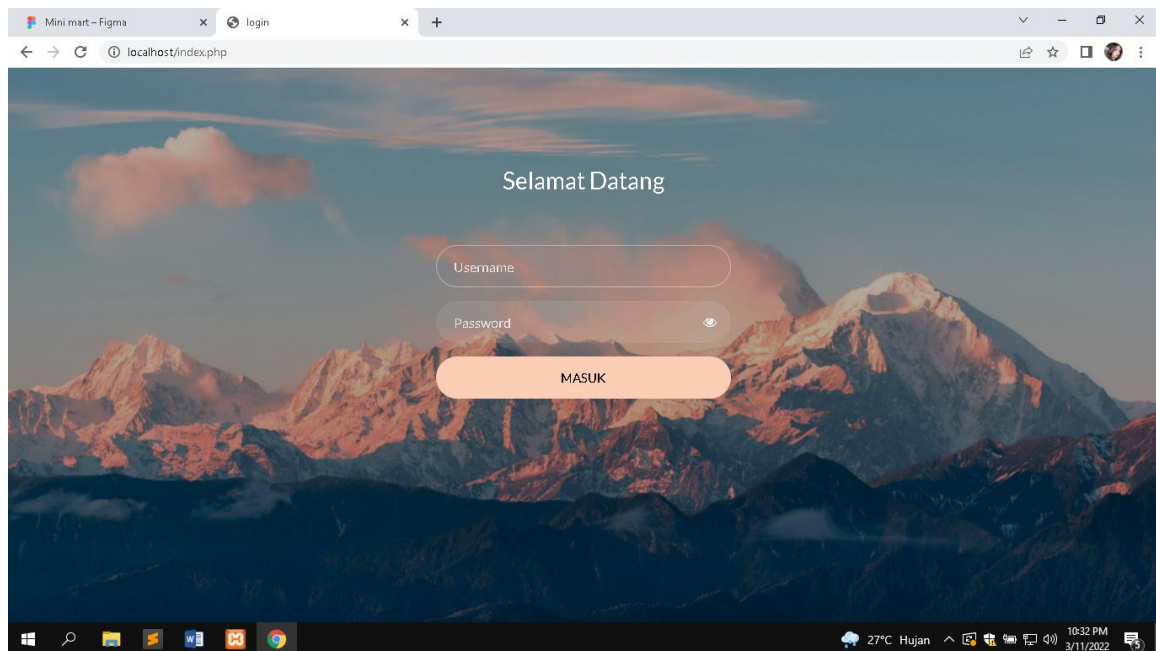 Mini mart – Figma
login
localhost/index.php
Selamat Datang
Username
Password
MASUK
27°C Hujan
10:32 PM
3/11/2022
5